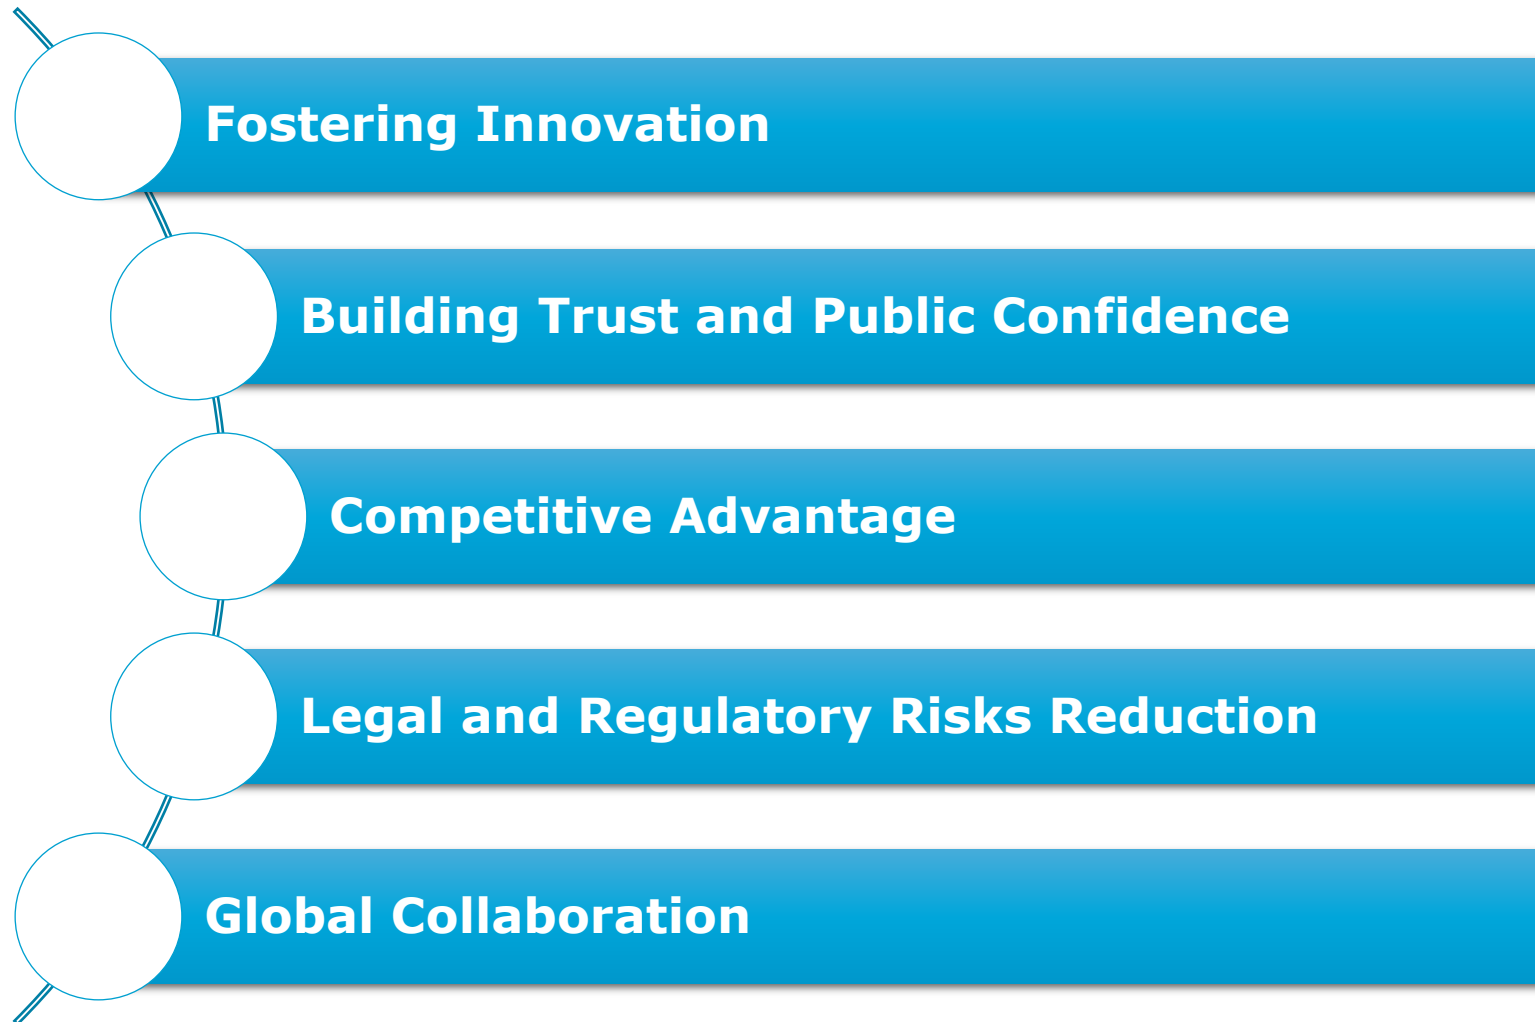 Fostering Innovation
Building Trust and Public Confidence
Competitive Advantage
Legal and Regulatory Risks Reduction
Global Collaboration